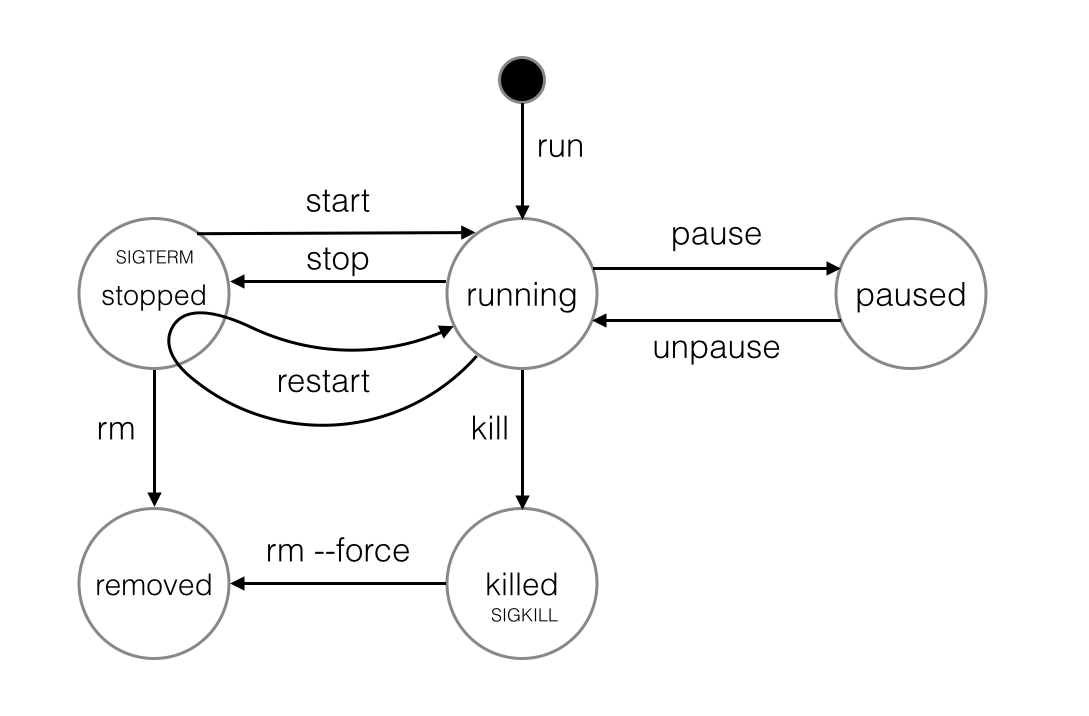 run
start
pause
SIGTERM
stop
stopped
running
paused
unpause
restart
rm
kill
rm --force
removed
killed
SIGKILL